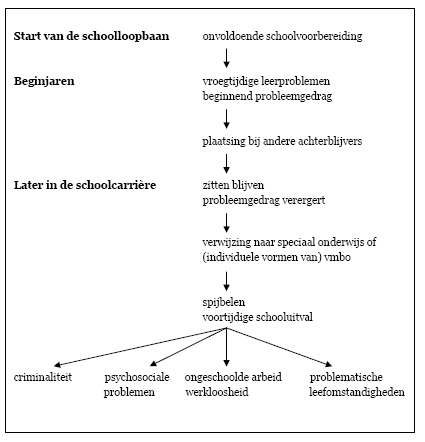 Start van de schoolloopbaan onvoldoende schoolvoorbereiding
Beginjaren vroegtijdige leerproblemen
beginnend probleemgedrag
plaatsing bij andere achterblijvers
Later in de schoolcarrière zitten blijven
probleemgedrag verergert
verwijzing naar speciaal onderwijs of
(individuele vormen van) vmbo
spijbelen
voortijdige schooluitval
criminaliteit psychosociale ongeschoolde arbeid problematische
problemen werkloosheid leefomstandigheden